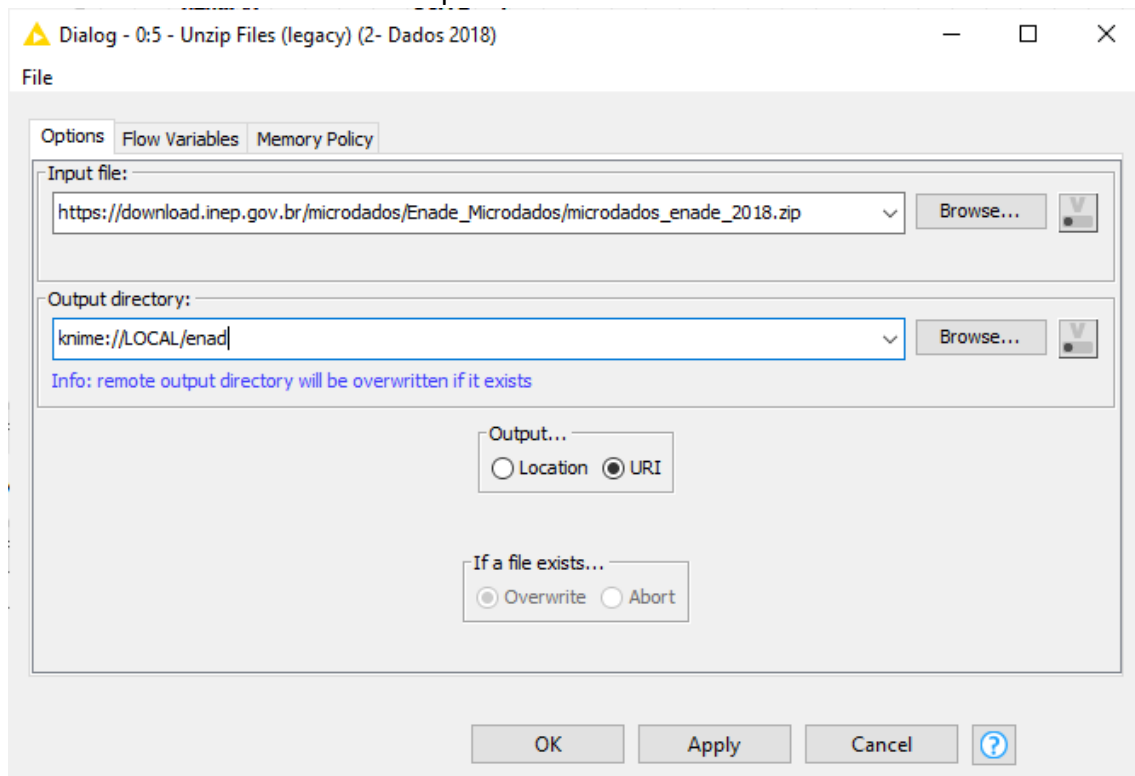 Dialog - 0:5 - Unzip Files (legacy) (2- Dados 2018)
File
Options Flow Variables Memory Policy
Input file:
https://download.inep.gov.br/microdados/Enade_Microdados/microdados_enade_2018.zip Browse...
Output directory:
knime://LOCAL/enad Browse...
Info: remote output directory will be overwritten if it exists
Output...
Location URI
If a file exists...
Overwrite Abort
OK Apply Cancel ?